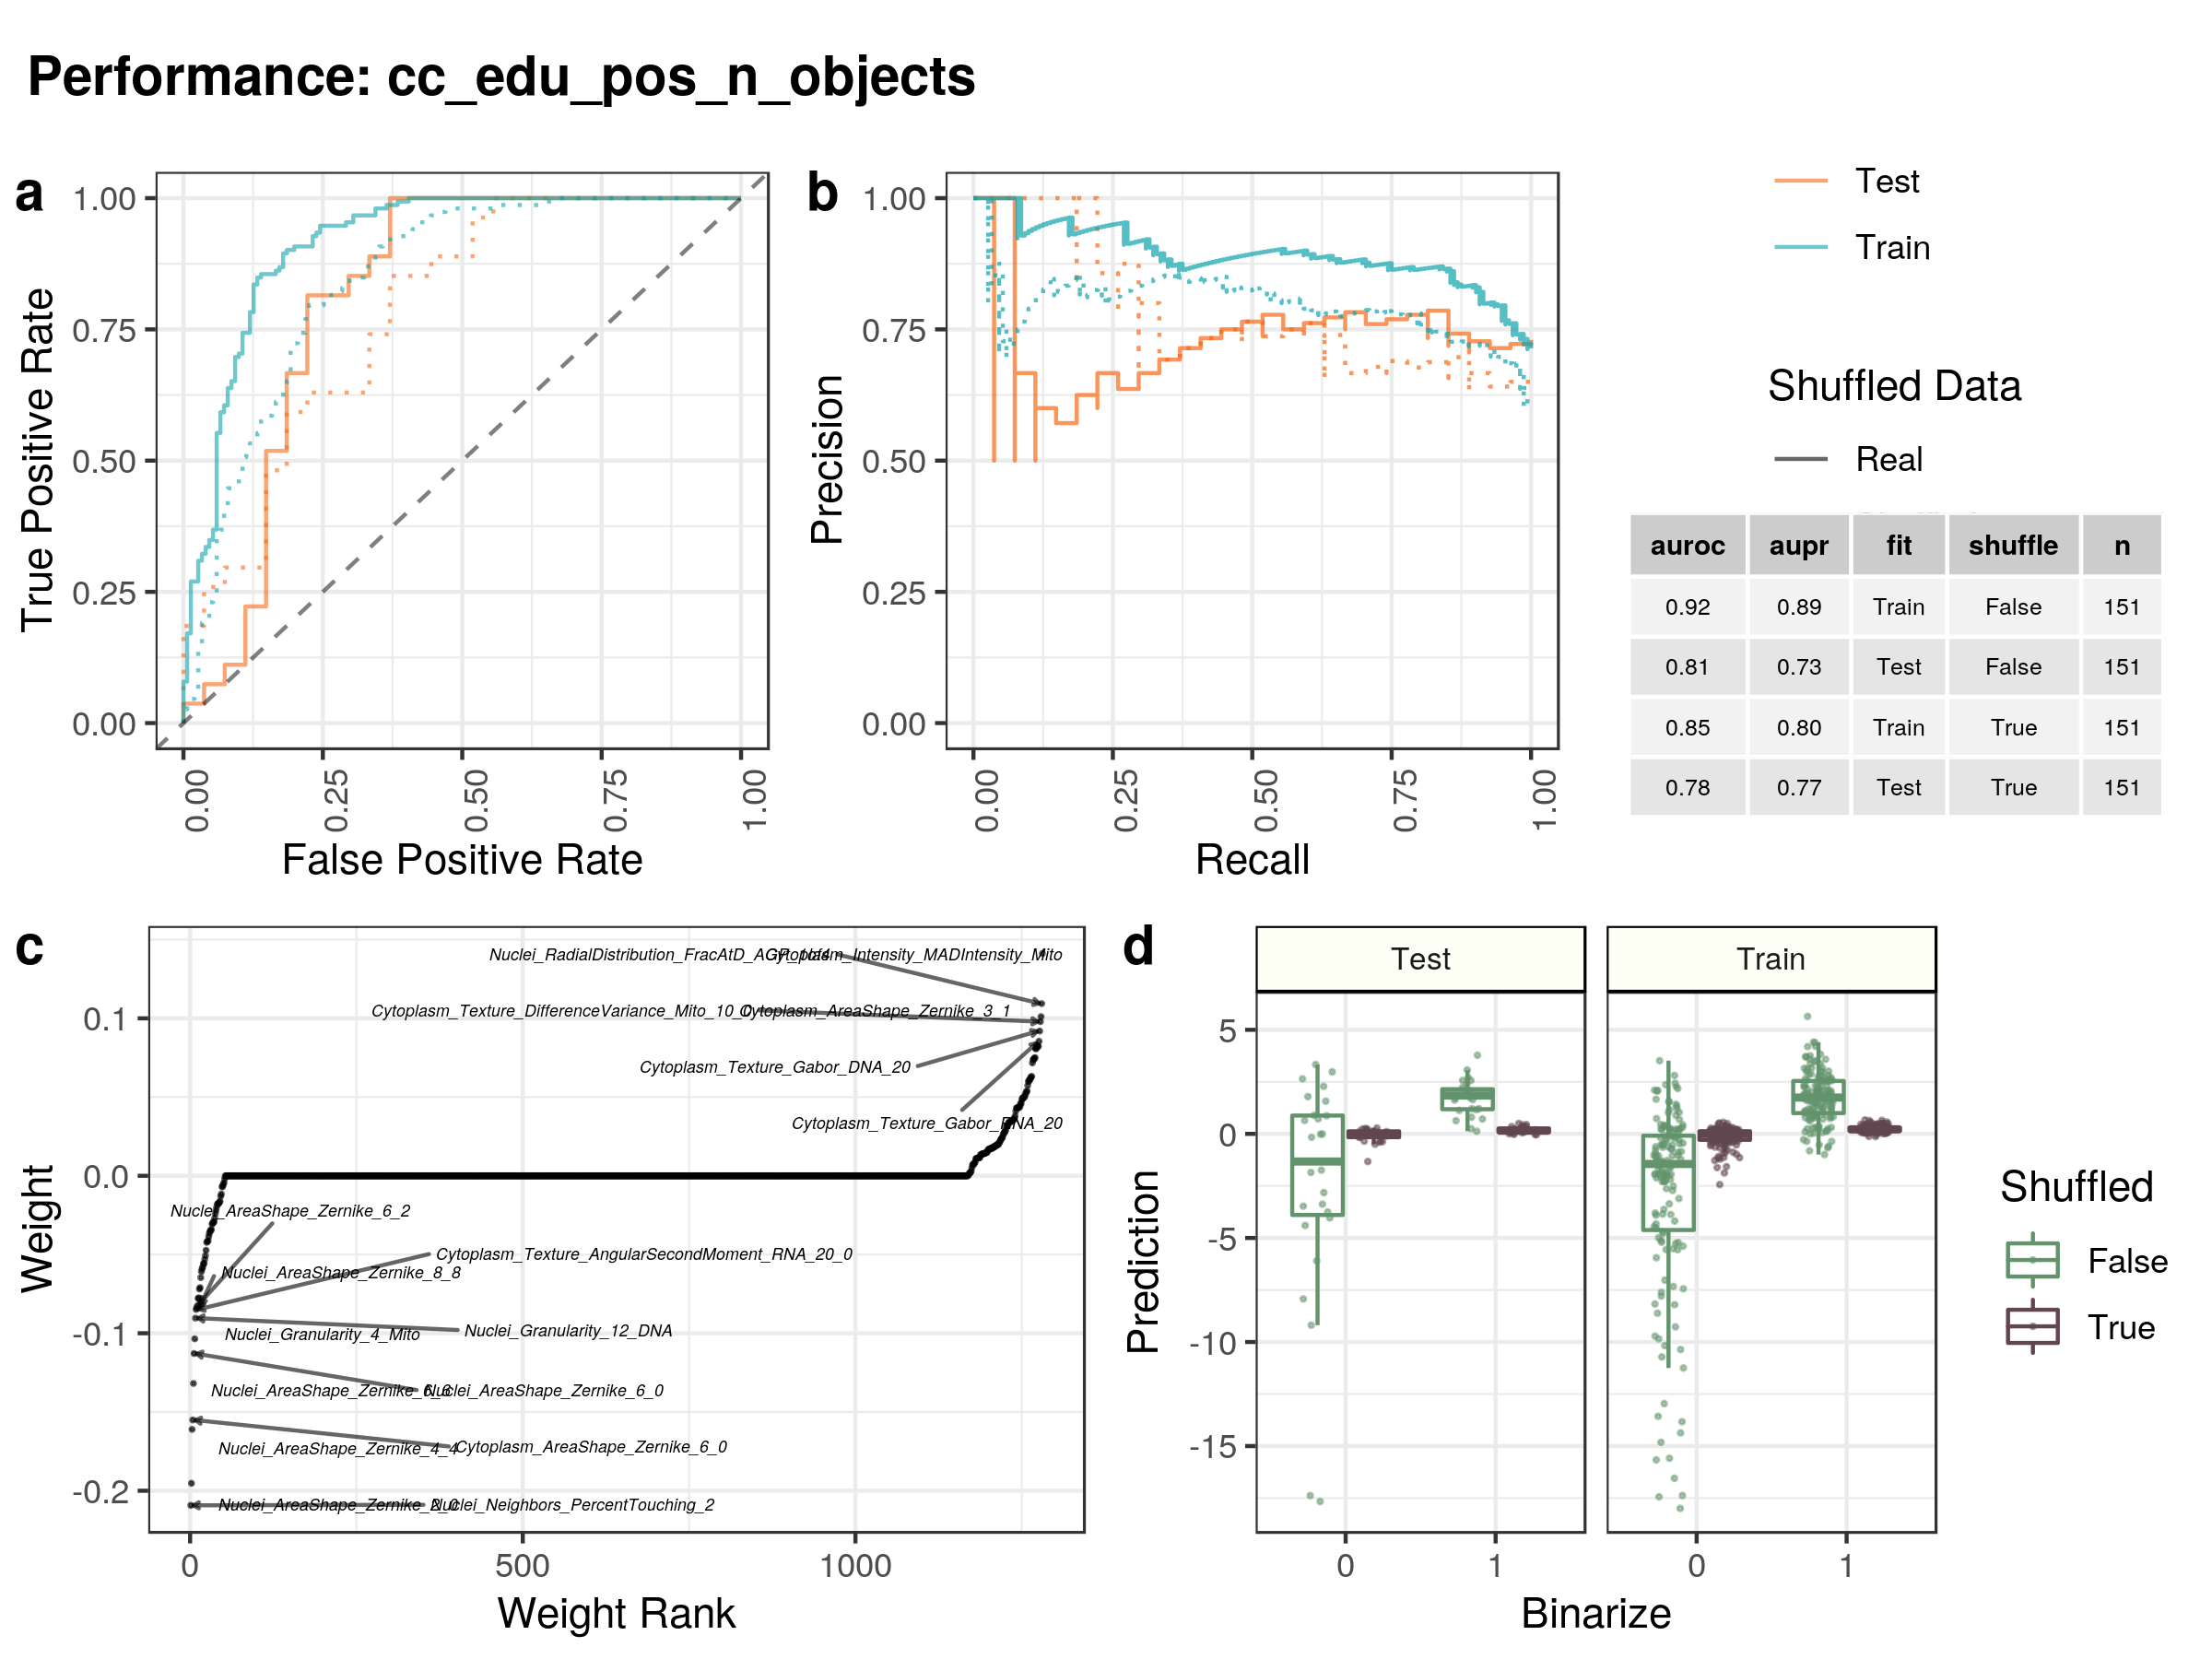 Performance: cc_edu_pos_n_objects
a
1.00
0.75
0.50
0.25
0.00
True Positive Rate
0.00
0.25
0.50
0.75
1.00
False Positive Rate
b
1.00
0.75
0.50
0.25
0.00
Precision
0.00
0.25
0.50
0.75
1.00
Recall
Test
Train
Shuffled Data
Real
auroc aupr fit shuffle n
0.92 0.89 Train False 151
0.81 0.73 Test False 151
0.85 0.80 Train True 151
0.78 0.77 Test True 151
c
0.1
0.0
-0.1
-0.2
Weight
Cytoplasm_Intensity_MADIntensity_Mito
Cytoplasm_Texture_DifferenceVariance_Mito_10_0
Cytoplasm_AreaShape_Zernike_3_1
Cytoplasm_Texture_Gabor_DNA_20
Cytoplasm_Texture_Gabor_RNA_20
Nuclei_AreaShape_Zernike_6_2
Cytoplasm_Texture_AngularSecondMoment_RNA_20_0
Nuclei_AreaShape_Zernike_8_8
Nuclei_Granularity_12_DNA
Nuclei_Granularity_4_Mito
Nuclei_AreaShape_Zernike_6_6
Nuclei_AreaShape_Zernike_6_0
Nuclei_AreaShape_Zernike_4_4
Cytoplasm_AreaShape_Zernike_6_0
Nuclei_AreaShape_Zernike_2_0
Nuclei_Neighbors_PercentTouching_2
0
500
1000
Weight Rank
d
Test
Train
5
0
-5
-10
-15
Prediction
0
1
0
1
Binarize
Shuffled
False
True